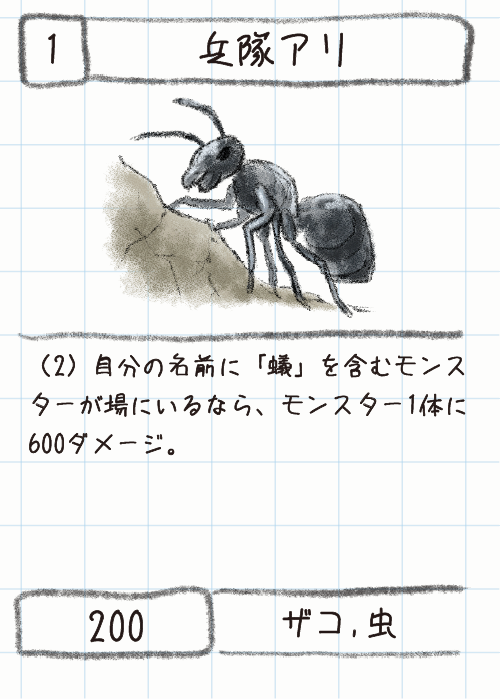 1
兵隊アリ
（2）自分の名前に「蟻」を含むモンス
ターが場にいるなら、モンスター1体に
600ダメージ。
200
ザコ,虫